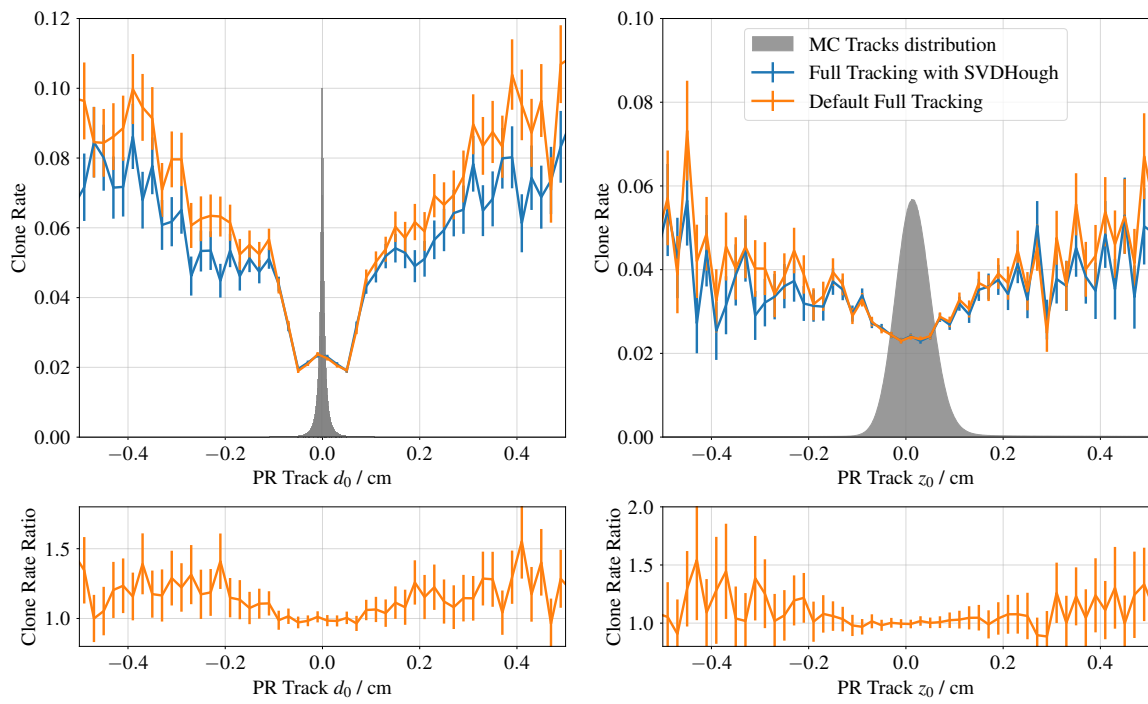 0.12
0.10
0.08
0.06
0.04
0.02
0.00
Clone Rate
−0.4 −0.2 0.0 0.2 0.4
PR Track d₀ / cm
0.10
0.08
0.06
0.04
0.02
0.00
Clone Rate
MC Tracks distribution
Full Tracking with SVDHough
Default Full Tracking
−0.4 −0.2 0.0 0.2 0.4
PR Track z₀ / cm
1.5
1.0
Clone Rate Ratio
−0.4 −0.2 0.0 0.2 0.4
PR Track d₀ / cm
2.0
1.5
1.0
Clone Rate Ratio
−0.4 −0.2 0.0 0.2 0.4
PR Track z₀ / cm